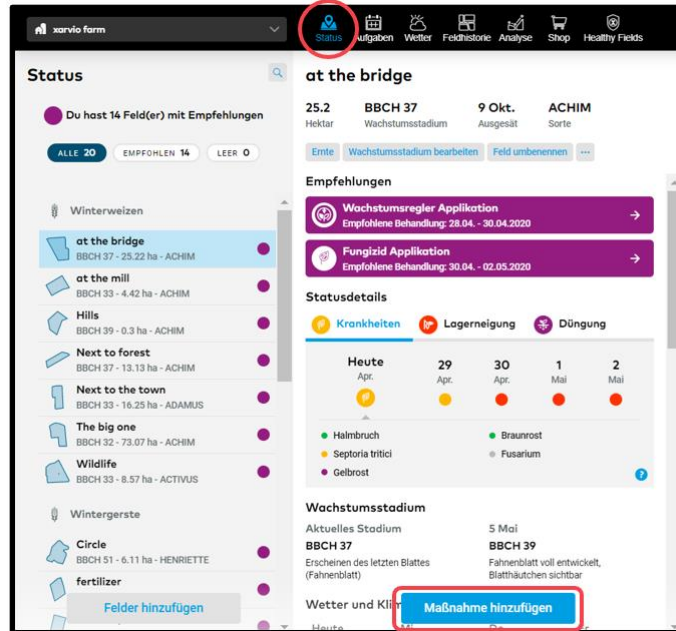 xarvio farm
Status
Aufgaben
Wetter
Feldhistorie
Analyse
Shop
Healthy Fields
Status
Du hast 14 Feld(er) mit Empfehlungen
ALLE 20
EMPFOHLEN 14
LEER 0
Winterweizen
at the bridge
BBCH 37 - 25.22 ha - ACHIM
at the mill
BBCH 33 - 4.42 ha - ACHIM
Hills
BBCH 39 - 0.3 ha - ACHIM
Next to forest
BBCH 37 - 13.13 ha - ACHIM
Next to the town
BBCH 33 - 16.25 ha - ADAMUS
The big one
BBCH 32 - 73.07 ha - ACHIM
Wildlife
BBCH 33 - 8.57 ha - ACTIVUS
Wintergerste
Circle
BBCH 51 - 6.11 ha - HENRIETTE
fertilizer
Felder hinzufügen
at the bridge
25.2 BBCH 37 9 Okt. ACHIM
Hektar Wachstumsstadium Ausgesät Sorte
Ernte Wachstumsstadium bearbeiten Feld umbenennen ...
Empfehlungen
Wachstumsregler Applikation
Empfohlene Behandlung: 28.04. - 30.04.2020
Fungizid Applikation
Empfohlene Behandlung: 30.04. - 02.05.2020
Statusdetails
Krankheiten Lagerneigung Düngung
Heute 29 30 1 2
Apr. Apr. Apr. Mai Mai
Halmbruch Braunrost
Septoria tritici Fusarium
Gelbrost ?
Wachstumsstadium
Aktuelles Stadium 5 Mai
BBCH 37 BBCH 39
Erscheinen des letzten Blattes Fahnenblatt voll entwickelt,
(Fahnenblatt) Blatthäutchen sichtbar
Wetter und
Maßnahme hinzufügen
Heute Mi Do